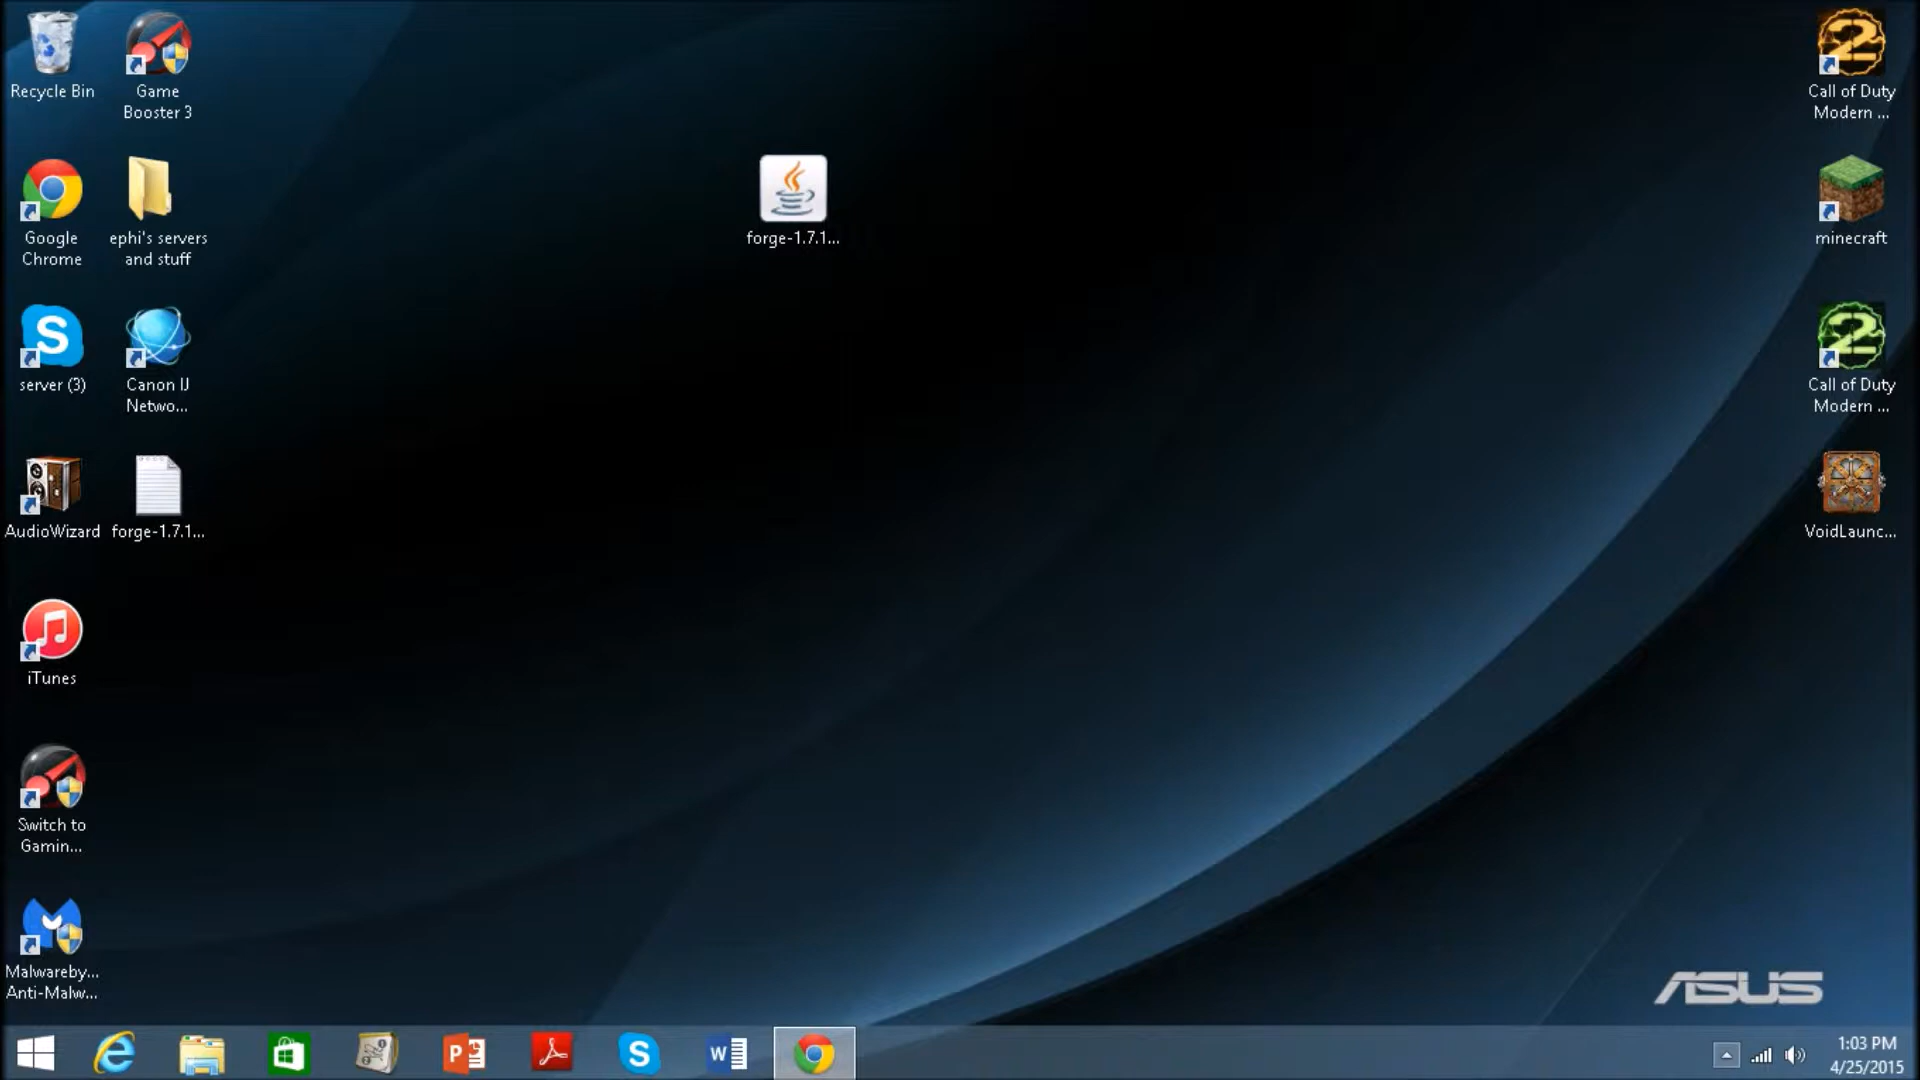 Recycle Bin
Game
Booster 3
Google
Chrome
ephi's servers
and stuff
server (3)
Canon IJ
Netwo...
AudioWizard
forge-1.7.1...
iTunes
Switch to
Gamin...
Malwareby...
Anti-Malw...
forge-1.7.1...
Call of Duty
Modern ...
minecraft
Call of Duty
Modern ...
VoidLaunc...
ASUS
1:03 PM
4/25/2015